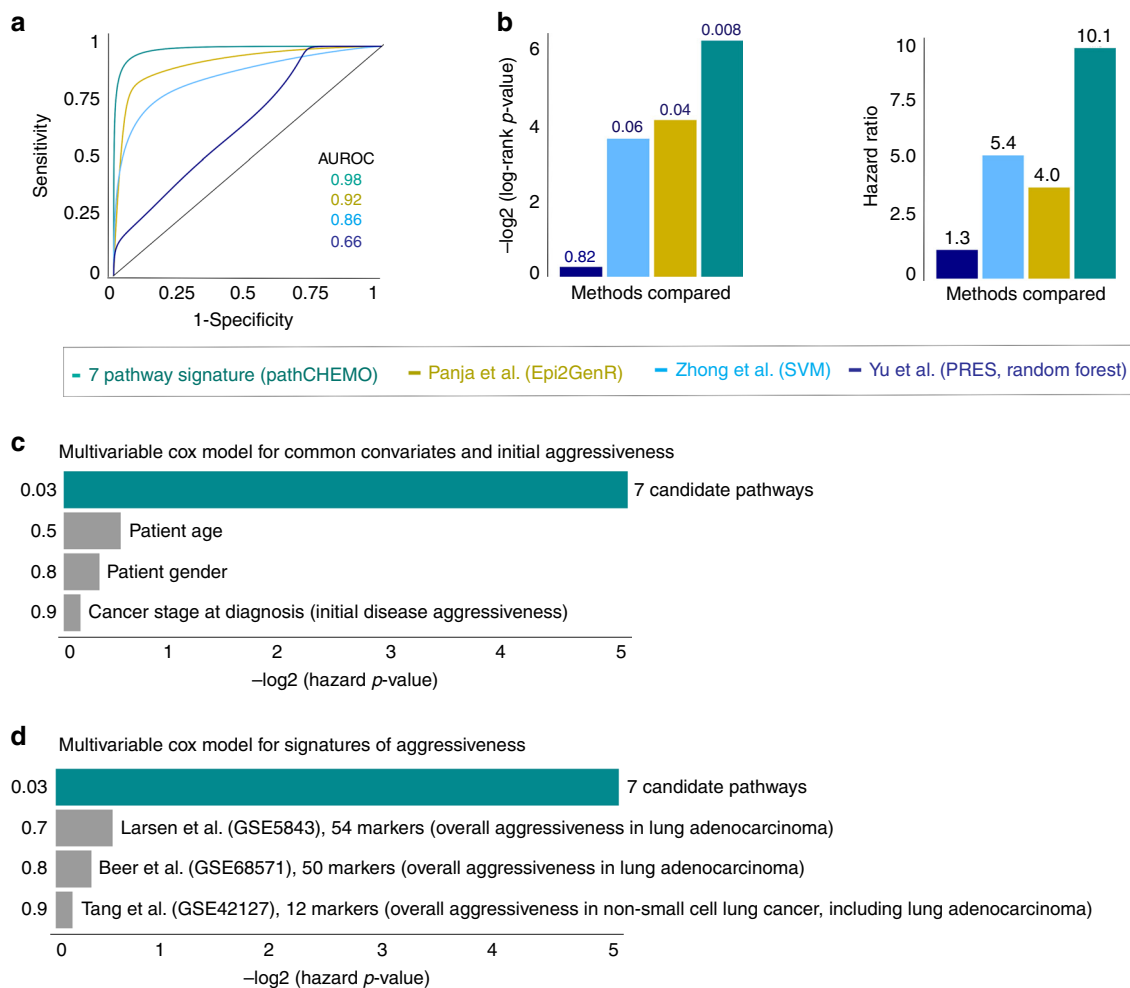 a
1
0.75
0.5
0.25
0
Sensitivity
0 0.25 0.5 0.75 1
1-Specificity
AUROC
0.98
0.92
0.86
0.66
b
6
4
2
0
–log2 (log-rank p-value)
0.82
0.06
0.04
0.008
Methods compared
10
7.5
5.0
2.5
0
Hazard ratio
1.3
5.4
4.0
10.1
Methods compared
7 pathway signature (pathCHEMO) Panja et al. (Epi2GenR) Zhong et al. (SVM) Yu et al. (PRES, random forest)
c
Multivariable cox model for common convariates and initial aggressiveness
0.03 7 candidate pathways
0.5 Patient age
0.8 Patient gender
0.9 Cancer stage at diagnosis (initial disease aggressiveness)
0 1 2 3 4 5
–log2 (hazard p-value)
d
Multivariable cox model for signatures of aggressiveness
0.03 7 candidate pathways
0.7 Larsen et al. (GSE5843), 54 markers (overall aggressiveness in lung adenocarcinoma)
0.8 Beer et al. (GSE68571), 50 markers (overall aggressiveness in lung adenocarcinoma)
0.9 Tang et al. (GSE42127), 12 markers (overall aggressiveness in non-small cell lung cancer, including lung adenocarcinoma)
0 1 2 3 4 5
–log2 (hazard p-value)